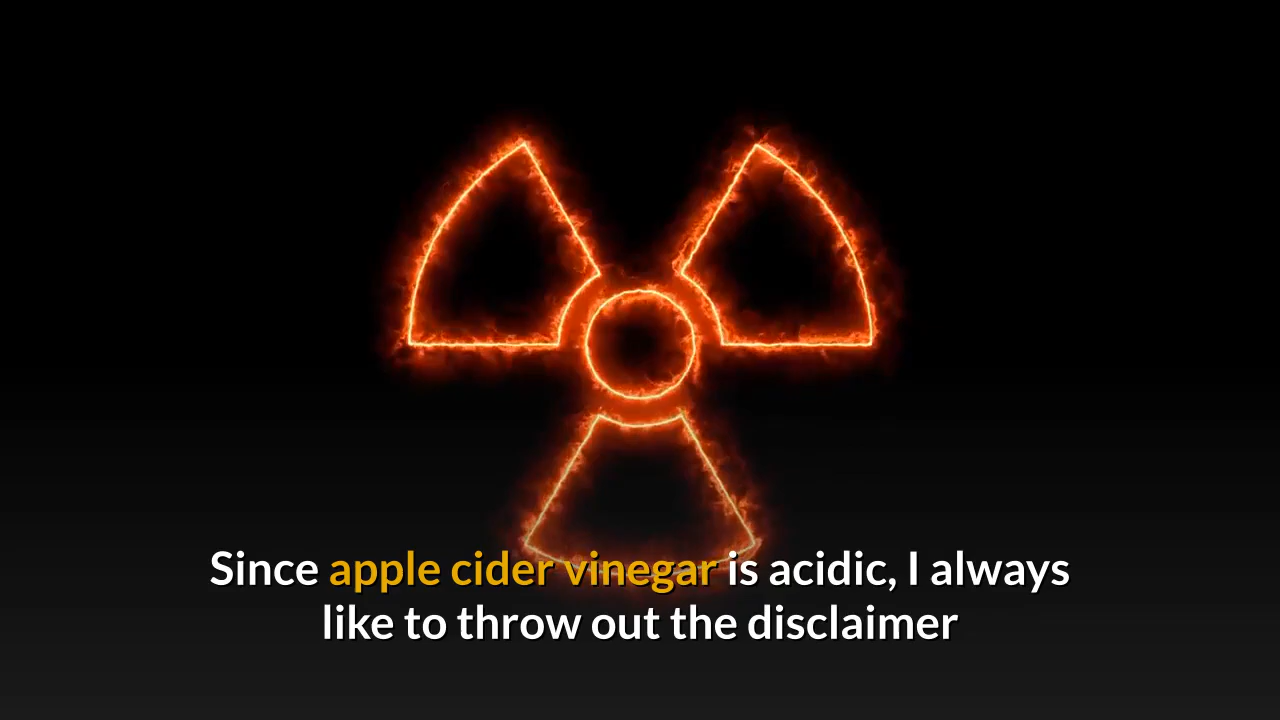 Since apple cider vinegar is acidic, I always
like to throw out the disclaimer